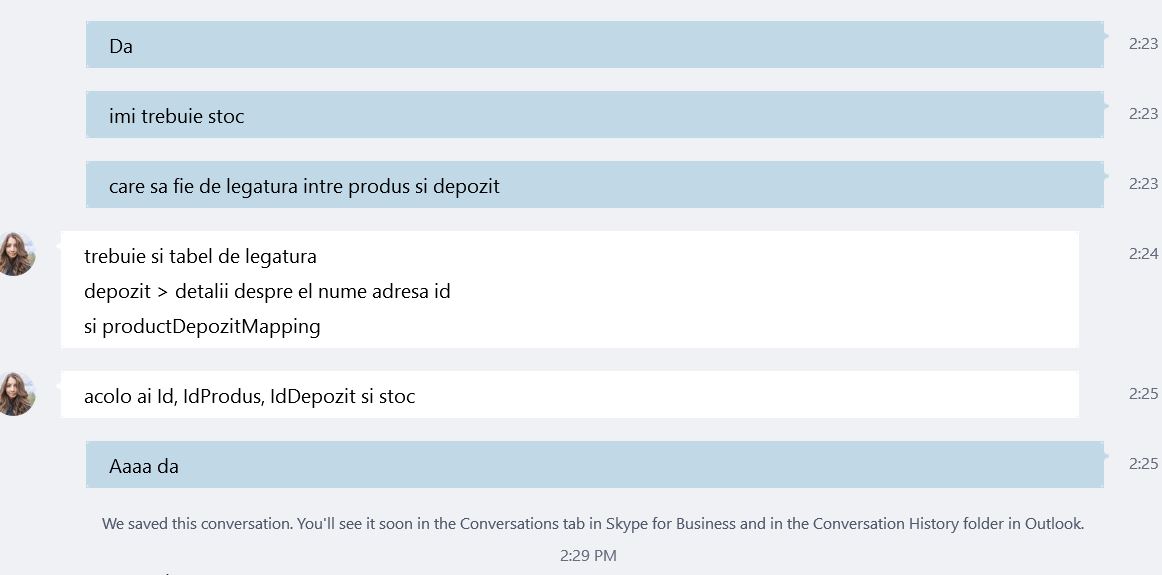 Da
2:23
imi trebuie stoc
2:23
care sa fie de legatura intre produs si depozit
2:23
trebuie si tabel de legatura
2:24
depozit > detalii despre el nume adresa id
si productDepozitMapping
acolo ai Id, IdProdus, IdDepozit si stoc
2:25
Aaaa da
2:25
We saved this conversation. You'll see it soon in the Conversations tab in Skype for Business and in the Conversation History folder in Outlook.
2:29 PM